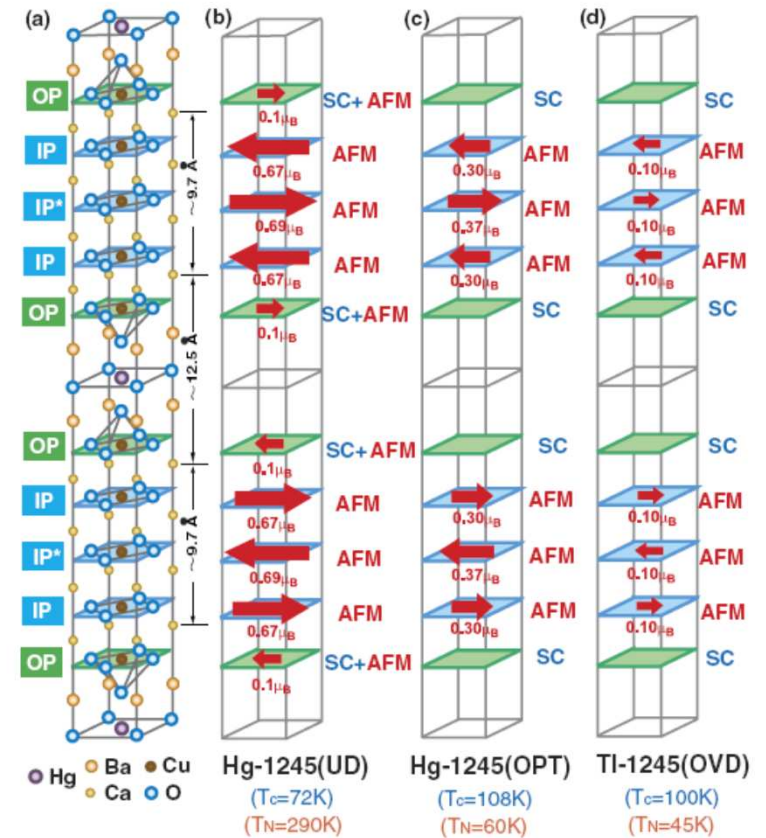 (a) (b) (c) (d)
OP SC+ AFM SC SC
0.1μB
IP AFM AFM AFM
0.67μB 0.30μB 0.10μB
~9.7 Å
IP* AFM AFM AFM
0.69μB 0.37μB 0.10μB
IP AFM AFM AFM
0.67μB 0.30μB 0.10μB
OP SC+AFM SC SC
0.1μB
~12.5 Å
OP SC+ AFM SC SC
0.1μB
IP AFM AFM AFM
0.67μB 0.30μB 0.10μB
~9.7 Å
IP* AFM AFM AFM
0.69μB 0.37μB 0.10μB
IP AFM AFM AFM
0.67μB 0.30μB 0.10μB
OP SC+AFM SC SC
0.1μB
Hg Ba Cu
Ca O
Hg-1245(UD) Hg-1245(OPT) Tl-1245(OVD)
(Tc=72K) (Tc=108K) (Tc=100K)
(TN=290K) (TN=60K) (TN=45K)